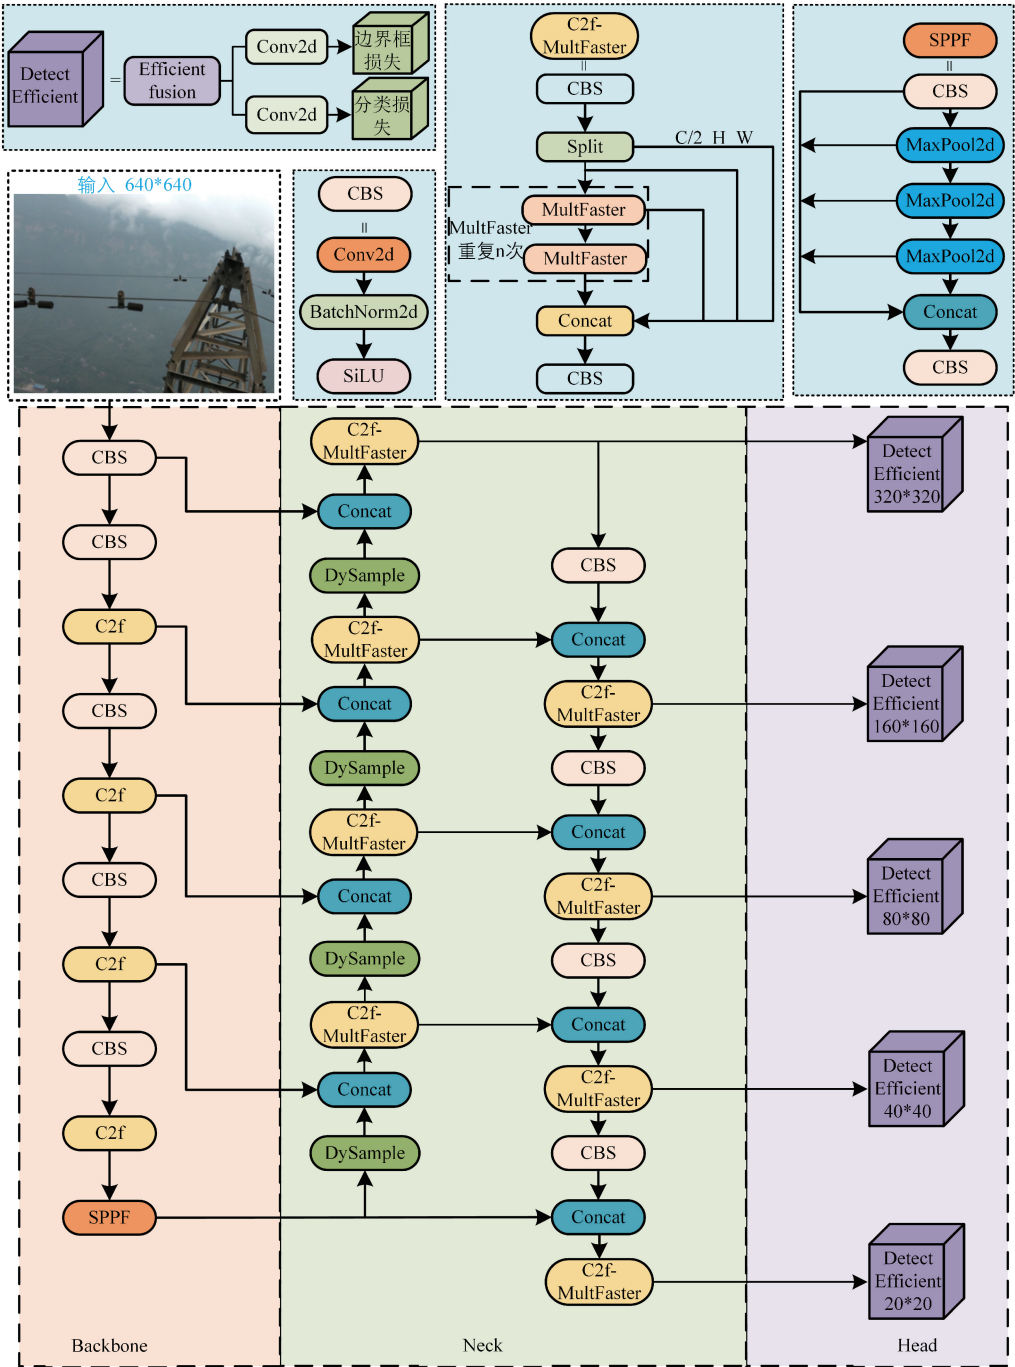 Detect
Efficient
=
Efficient
fusion
Conv2d
边界框
损失
Conv2d
分类损
失
C2f-
MultFaster
=
CBS
Split
C/2 H W
MultFaster
重复n次
MultFaster
MultFaster
Concat
CBS
SPPF
=
CBS
MaxPool2d
MaxPool2d
MaxPool2d
Concat
CBS
输入 640*640
CBS
=
Conv2d
BatchNorm2d
SiLU
CBS
CBS
C2f
CBS
C2f
CBS
C2f
CBS
C2f
SPPF
Backbone
C2f-
MultFaster
Concat
DySample
C2f-
MultFaster
Concat
DySample
C2f-
MultFaster
Concat
DySample
C2f-
MultFaster
Concat
DySample
CBS
Concat
C2f-
MultFaster
CBS
Concat
C2f-
MultFaster
CBS
Concat
C2f-
MultFaster
CBS
Concat
C2f-
MultFaster
Neck
Detect
Efficient
320*320
Detect
Efficient
160*160
Detect
Efficient
80*80
Detect
Efficient
40*40
Detect
Efficient
20*20
Head